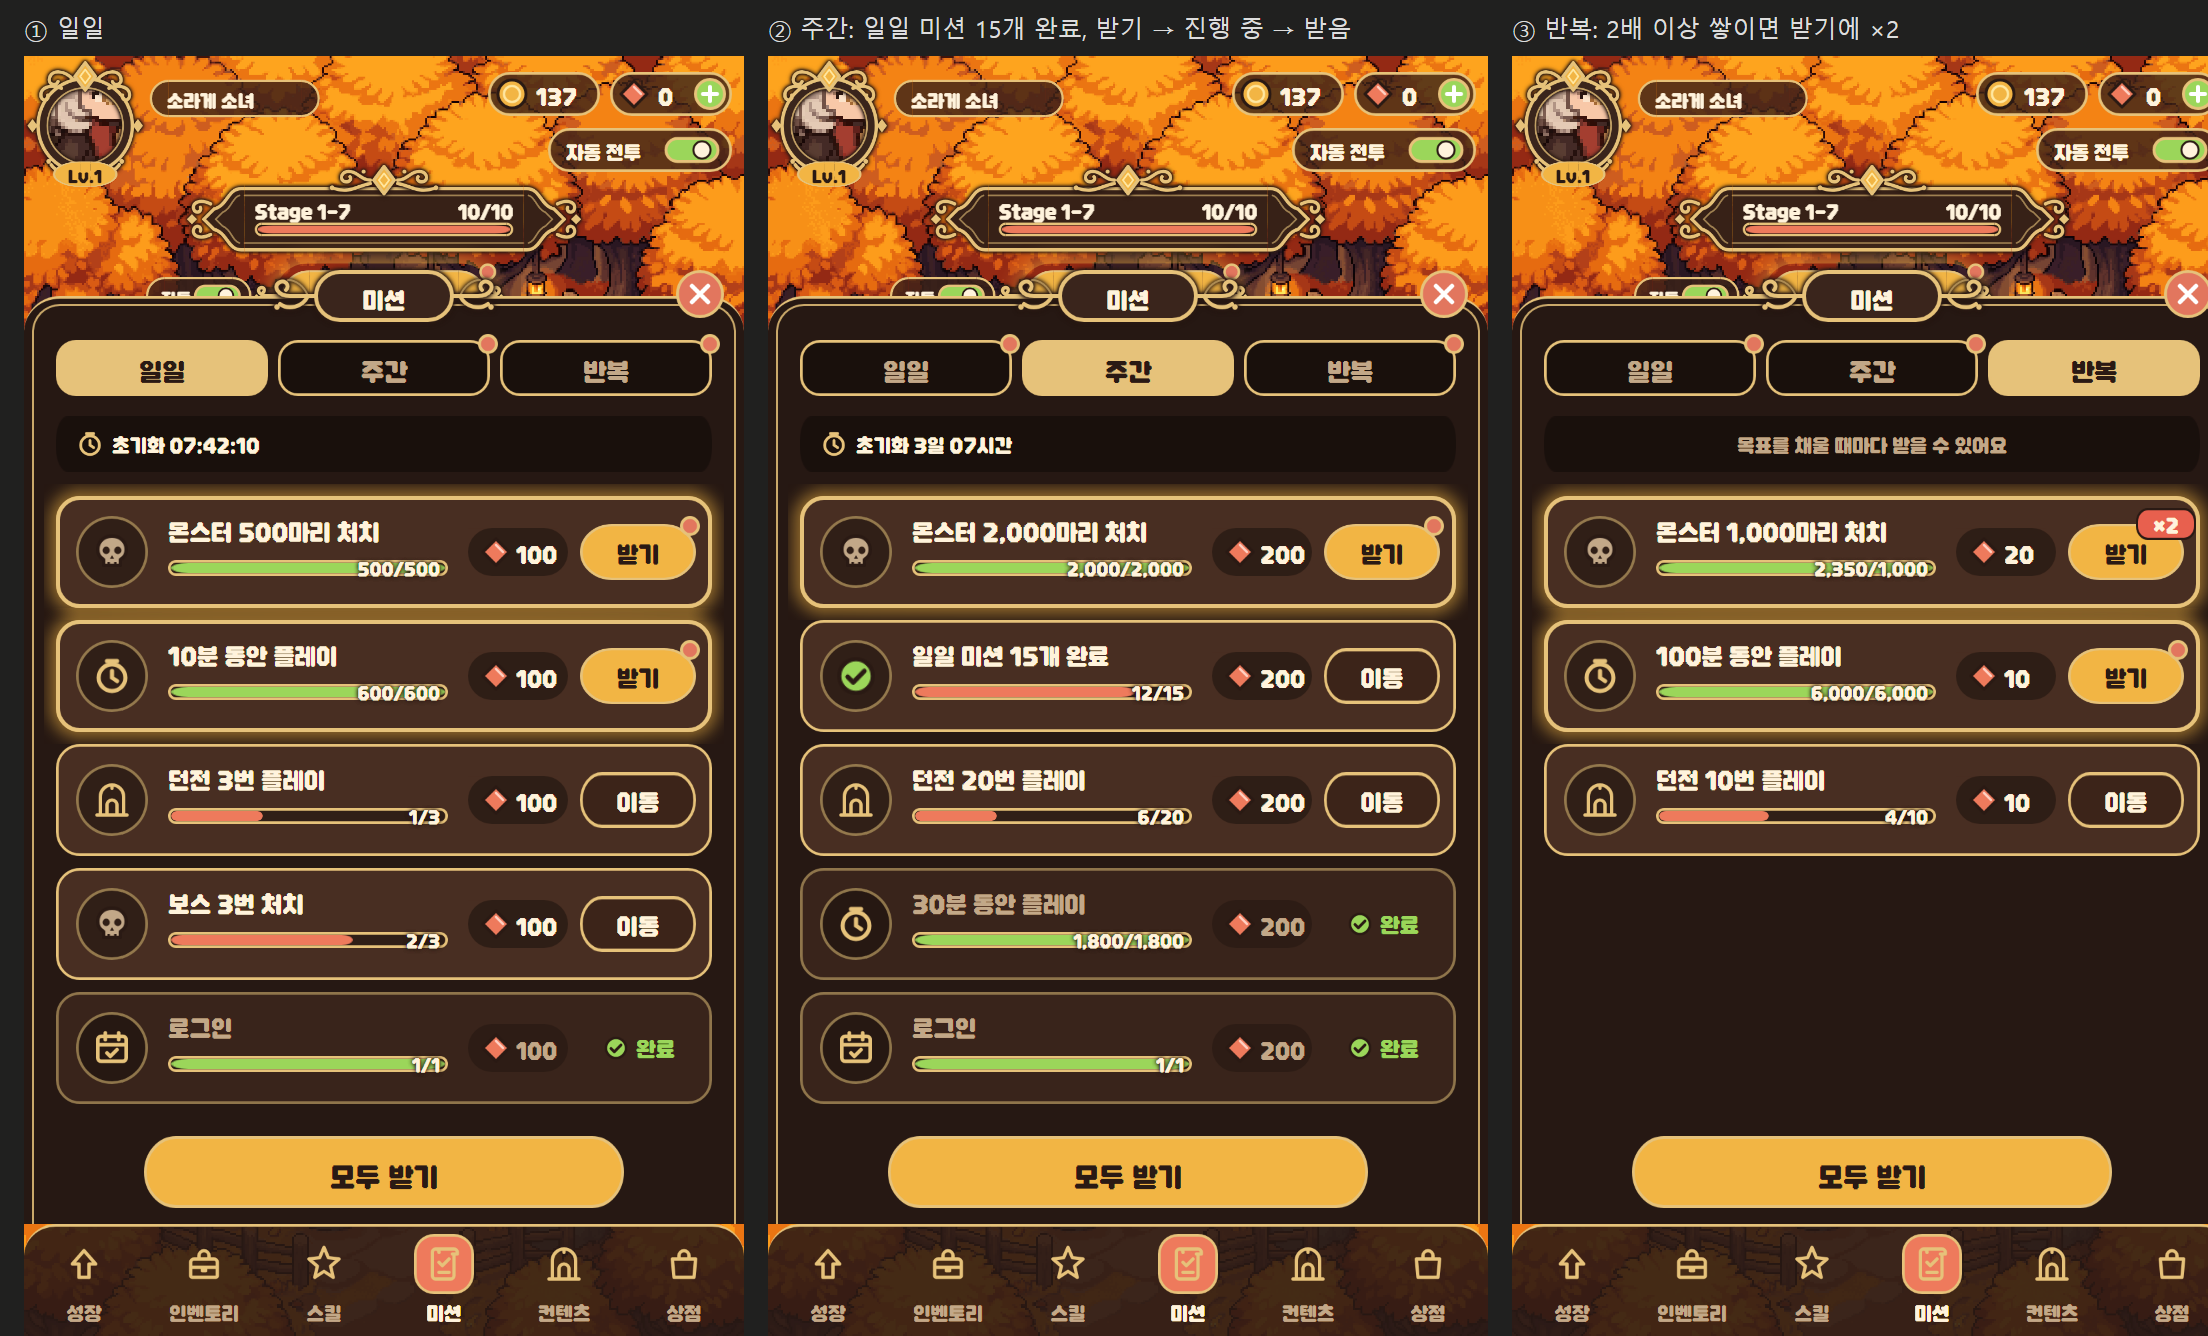 ① 일일
소라게 소녀
137
0
자동 전투
Lv.1
Stage 1-7 10/10
미션
일일 주간 반복
초기화 07:42:10
몬스터 500마리 처치
500/500
100
받기
10분 동안 플레이
600/600
100
받기
던전 3번 플레이
1/3
100
이동
보스 3번 처치
2/3
100
이동
로그인
1/1
100
완료
모두 받기
성장 인벤토리 스킬 미션 컨텐츠 상점
② 주간: 일일 미션 15개 완료, 받기 → 진행 중 → 받음
소라게 소녀
137
0
자동 전투
Lv.1
Stage 1-7 10/10
미션
일일 주간 반복
초기화 3일 07시간
몬스터 2,000마리 처치
2,000/2,000
200
받기
일일 미션 15개 완료
12/15
200
이동
던전 20번 플레이
6/20
200
이동
30분 동안 플레이
1,800/1,800
200
완료
로그인
1/1
200
완료
모두 받기
성장 인벤토리 스킬 미션 컨텐츠 상점
③ 반복: 2배 이상 쌓이면 받기에 ×2
소라게 소녀
137
0
자동 전투
Lv.1
Stage 1-7 10/10
미션
일일 주간 반복
목표를 채울 때마다 받을 수 있어요
몬스터 1,000마리 처치
2,350/1,000
20
×2
받기
100분 동안 플레이
6,000/6,000
10
받기
던전 10번 플레이
4/10
10
이동
모두 받기
성장 인벤토리 스킬 미션 컨텐츠 상점